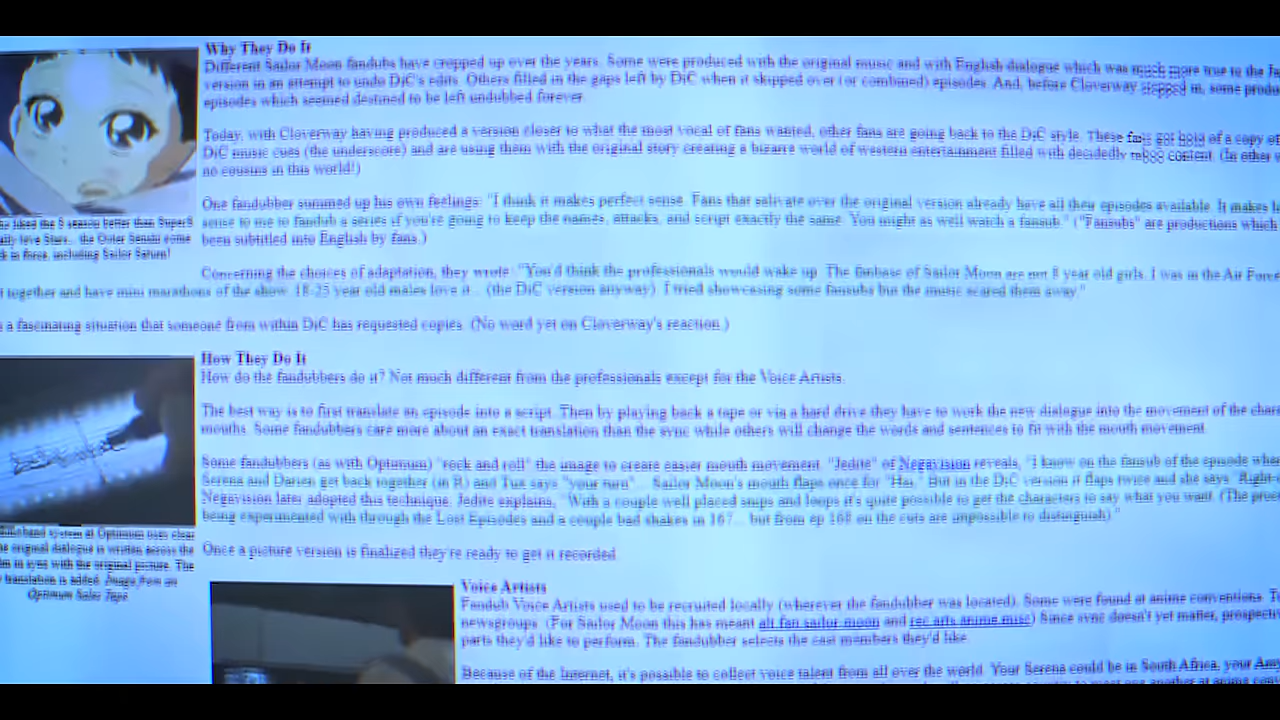 Why They Do It
Different Sailor Moon fandubs have cropped up over the years. Some were produced with the original music and with English dialogue which was much more true to the
version in an attempt to undo DiC's edits. Others filled in the gaps left by DiC when it skipped over (or combined) episodes. And, before Cloverway stepped in, some
episodes which seemed destined to be left undubbed forever.
Today, with Cloverway having produced a version closer to what the most vocal of fans wanted, other fans are going back to the DiC style. These fans got hold of a copy of
DiC music cues (the underscore) and are using them with the original story creating a bizarre world of western entertainment filled with decidedly content. (In other
no cousins in this world!)
One fandubber summed up his own feelings: "I think it makes perfect sense. Fans that salivate over the original version already have all they episodes available. It makes
sense to me to fandub a series if you're going to keep the names, attacks, and script exactly the same. You might as well watch a fansub." ("Fansubs" are productions which
been subtitled into English by fans.)
liked the S season better than SuperS
love Stars... the Outer Senshi come
in force, including Sailor Saturn!
Concerning the choices of adaptation, they wrote: "You'd think the professionals would wake up. The fanbase of Sailor Moon are not 8 year old girls. I was in the Air Force
together and have mini marathons of the show. 18-25 year old males love it... (the DiC version anyway). I tried showcasing some fansubs but the music scared them away."
a fascinating situation that someone from within DiC has requested copies. (No word yet on Cloverway's reaction.)
How They Do It
How do the fandubbers do it? Not much different from the professionals except for the Voice Artists.
The best way is to first translate an episode into a script. Then by playing back a tape or via a hard drive they have to work the new dialogue into the movement of the
mouths. Some fandubbers care more about an exact translation than the sync while others will change the words and sentences to fit with the mouth movement.
Some fandubbers (as with Optimum) "rock and roll" the image to create easier mouth movement. "Jedite" of Negavision reveals, "I know on the fansub of the episode
Serena and Darien get back together (in R) and Tux says "your turn"... Sailor Moon's mouth flaps once for "Hai." But in the DiC version it flaps twice and she says
Negavision later adopted this technique. Jedite explains, "With a couple well placed snips and loops it's quite possible to get the characters to say what you want. (The
being experimented with through the Lost Episodes and a couple bad shakes in 167... but from ep 168 on the cuts are impossible to distinguish)."
system at Optimum uses clear
original dialogue is written across the
in sync with the original picture. The
translation is added. Image from an
Optimum Sales Tape.
Once a picture version is finalized they're ready to get it recorded.
Voice Artists
Fandub Voice Artists used to be recruited locally (wherever the fandubber was located). Some were found at anime conventions.
newsgroups. (For Sailor Moon this has meant alt.fan.sailor-moon and rec.arts.anime.misc) Since sync doesn't yet matter,
parts they'd like to perform. The fandubber selects the cast members they'd like.
Because of the Internet, it's possible to collect voice talent from all over the world. Your Serena could be in South Africa, your